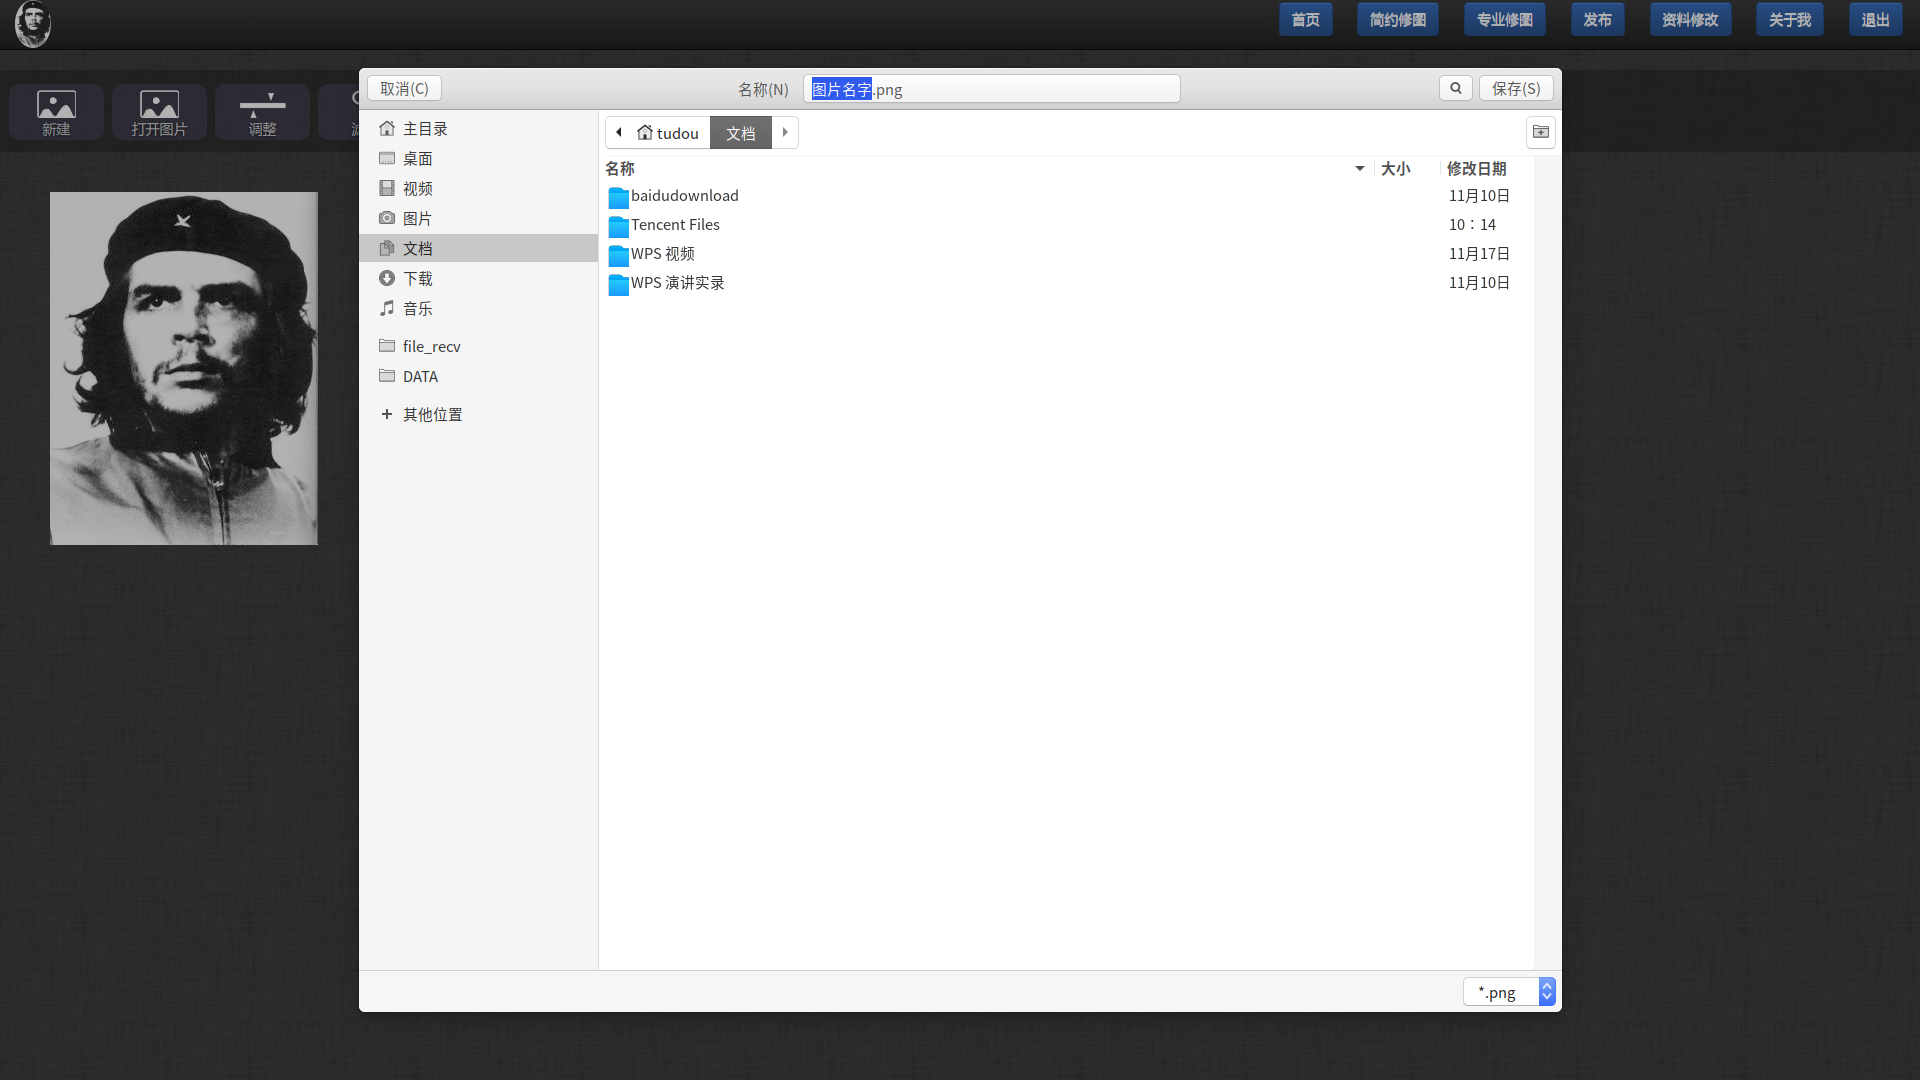 首页 简约修图 专业修图 发布 资料修改 关于我 退出
取消(C) 名称(N) 图片名字.png 保存(S)
新建 打开图片 调整
主目录
桌面
视频
图片
文档
下载
音乐
file_recv
DATA
其他位置
tudou 文档
名称 大小 修改日期
baidudownload 11月10日
Tencent Files 10：14
WPS 视频 11月17日
WPS 演讲实录 11月10日
*.png